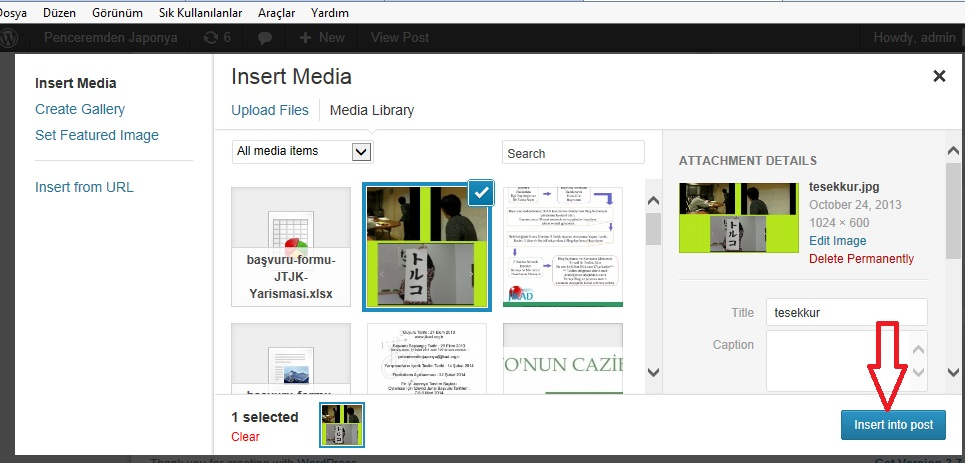 Dosya Düzen Görünüm Sık Kullanılanlar Araçlar Yardım
Penceremden Japonya 6 New View Post Howdy, admin
Insert Media
Create Gallery
Set Featured Image
Insert from URL
Insert Media
Upload Files Media Library
All media items
Search
başvuru-formu-
JTJK-
Yarismasi.xlsx
トルコ
JIKAD
O'NUN CAZİB
ATTACHMENT DETAILS
トルコ
tesekkur.jpg
October 24, 2013
1024 × 600
Edit Image
Delete Permanently
Title tesekkur
Caption
1 selected
Clear
Insert into post
Thank you for creating with WordPress. Get Version 3.7